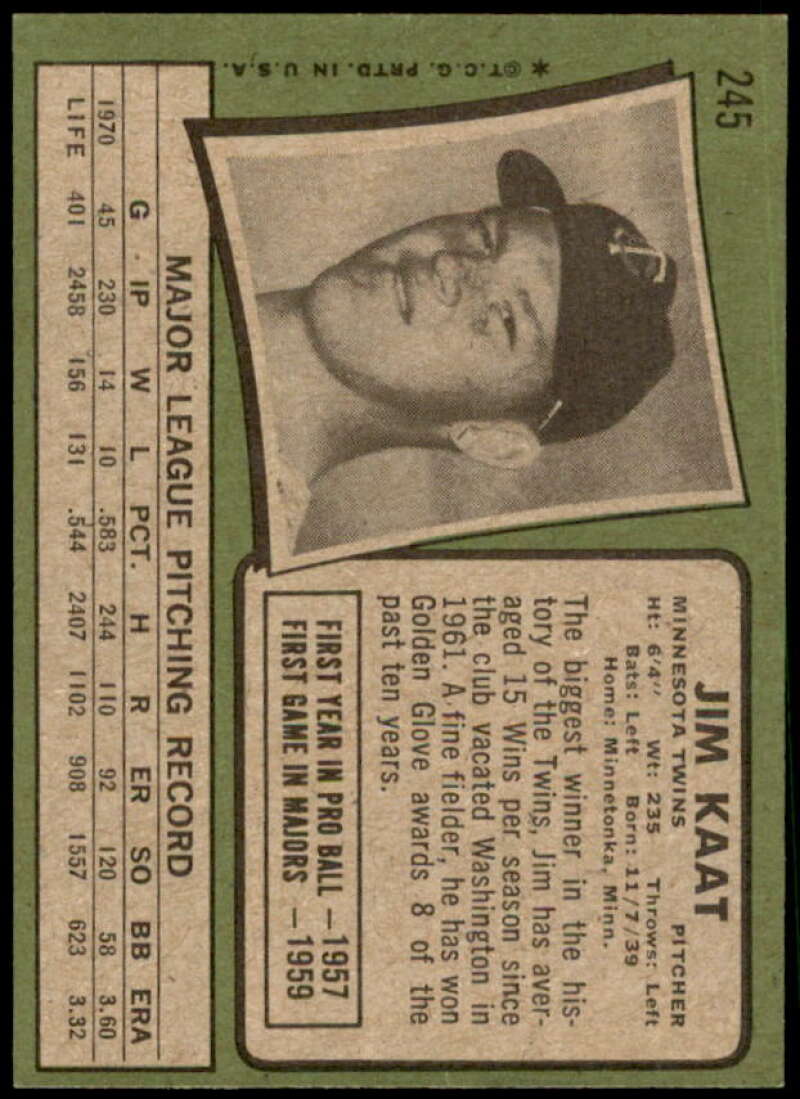 245
*©T.C.G. PRTD. IN U.S.A.
JIM KAAT
MINNESOTA TWINS PITCHER
Ht: 6'4" Wt: 235 Throws: Left
Bats: Left Born: 11/7/39
Home: Minnetonka, Minn.
The biggest winner in the his-
tory of the Twins, Jim has aver-
aged 15 Wins per season since
the club vacated Washington in
1961. A fine fielder, he has won
Golden Glove awards 8 of the
past ten years.
FIRST YEAR IN PRO BALL —1957
FIRST GAME IN MAJORS —1959
MAJOR LEAGUE PITCHING RECORD
G IP W L PCT. H R ER SO BB ERA
1970 45 230 14 10 .583 244 110 92 120 58 3.60
LIFE 401 2458 156 131 .544 2407 1102 908 1557 623 3.32